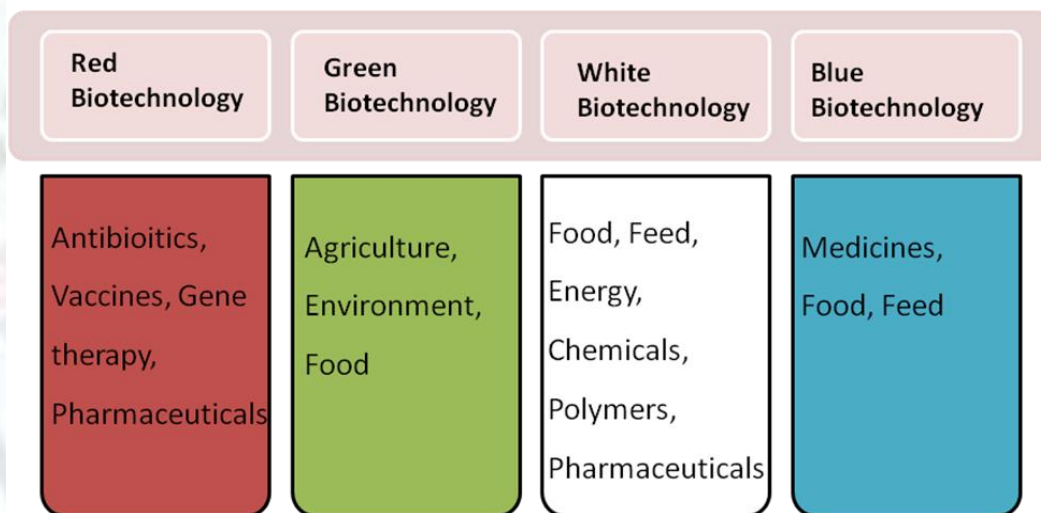 Red
Biotechnology
Green
Biotechnology
White
Biotechnology
Blue
Biotechnology
Antibioitics,
Vaccines, Gene
therapy,
Pharmaceuticals
Agriculture,
Environment,
Food
Food, Feed,
Energy,
Chemicals,
Polymers,
Pharmaceuticals
Medicines,
Food, Feed